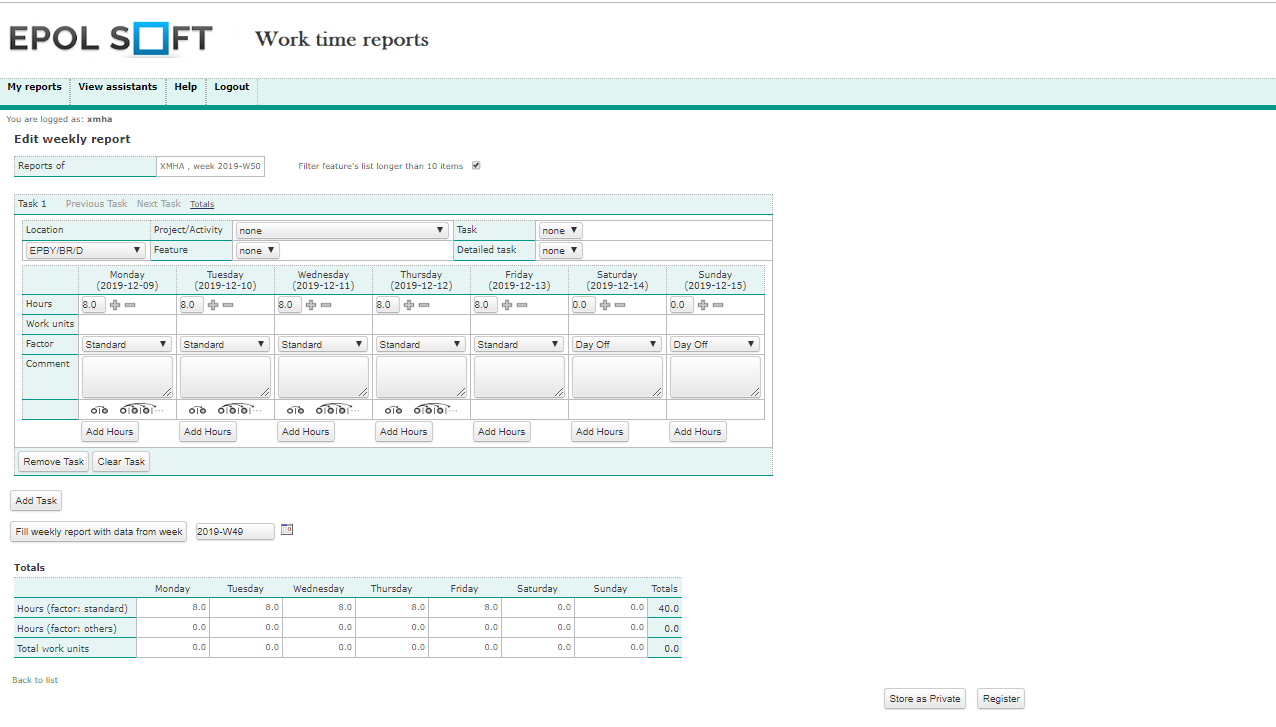 EPOL SOFT Work time reports
My reports View assistants Help Logout
You are logged as: xmha
Edit weekly report
Reports of XMHA , week 2019-W50 Filter feature's list longer than 10 items
Task 1 Previous Task Next Task Totals
Location Project/Activity none Task none
EPBY/BR/D Feature none Detailed task none
Monday Tuesday Wednesday Thursday Friday Saturday Sunday
(2019-12-09) (2019-12-10) (2019-12-11) (2019-12-12) (2019-12-13) (2019-12-14) (2019-12-15)
Hours 8.0 8.0 8.0 8.0 8.0 0.0 0.0
Work units
Factor Standard Standard Standard Standard Standard Day Off Day Off
Comment
Add Hours Add Hours Add Hours Add Hours Add Hours Add Hours Add Hours
Remove Task Clear Task
Add Task
Fill weekly report with data from week 2019-W49
Totals
Monday Tuesday Wednesday Thursday Friday Saturday Sunday Totals
Hours (factor: standard) 8.0 8.0 8.0 8.0 8.0 0.0 0.0 40.0
Hours (factor: others) 0.0 0.0 0.0 0.0 0.0 0.0 0.0 0.0
Total work units 0.0 0.0 0.0 0.0 0.0 0.0 0.0 0.0
Back to list
Store as Private Register